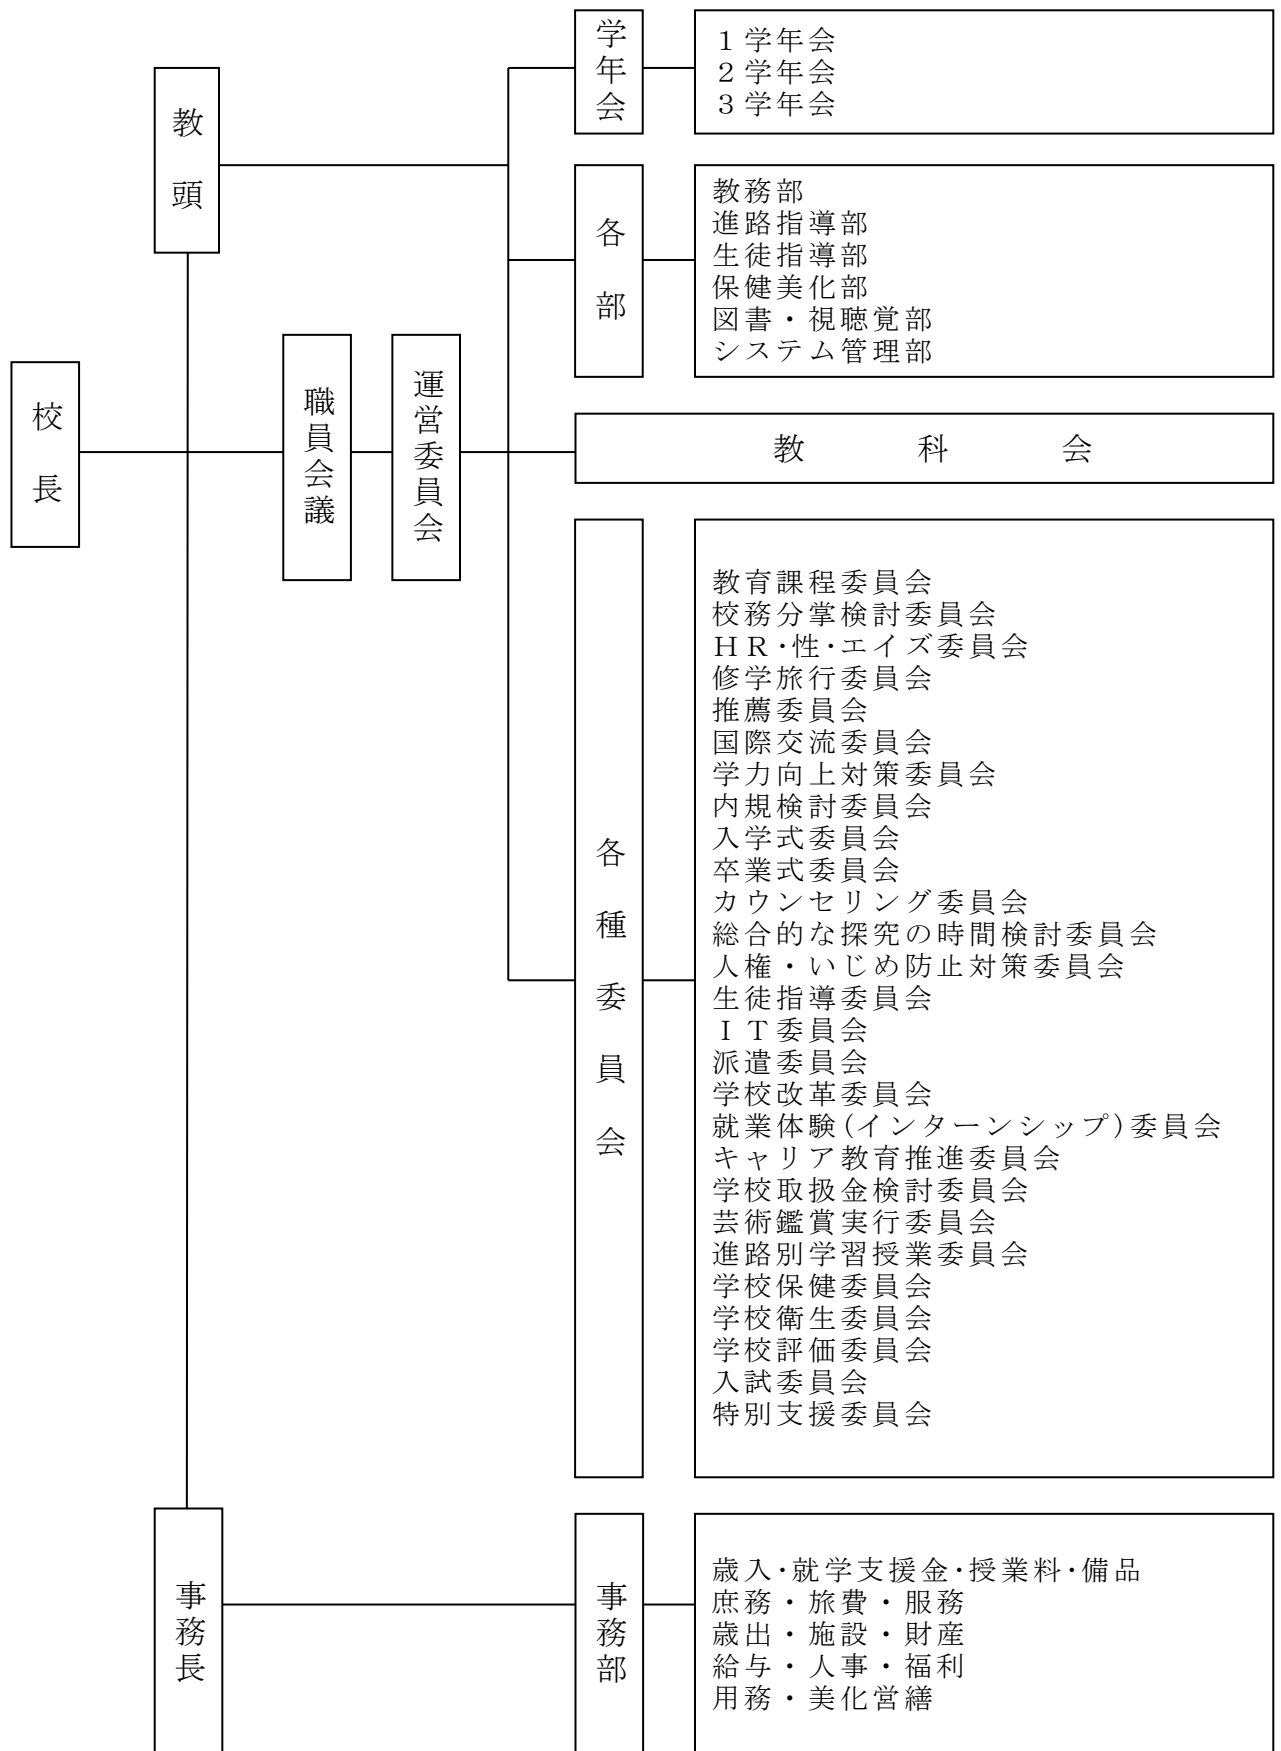 校長
教頭
職員会議
運営委員会
学年会
１学年会
２学年会
３学年会
各部
教務部
進路指導部
生徒指導部
保健美化部
図書・視聴覚部
システム管理部
教科会
各種委員会
教育課程委員会
校務分掌検討委員会
ＨＲ･性･エイズ委員会
修学旅行委員会
推薦委員会
国際交流委員会
学力向上対策委員会
内規検討委員会
入学式委員会
卒業式委員会
カウンセリング委員会
総合的な探究の時間検討委員会
人権・いじめ防止対策委員会
生徒指導委員会
ＩＴ委員会
派遣委員会
学校改革委員会
就業体験(インターンシップ)委員会
キャリア教育推進委員会
学校取扱金検討委員会
芸術鑑賞実行委員会
進路別学習授業委員会
学校保健委員会
学校衛生委員会
学校評価委員会
入試委員会
特別支援委員会
事務長
事務部
歳入･就学支援金･授業料･備品
庶務・旅費・服務
歳出・施設・財産
給与・人事・福利
用務・美化営繕